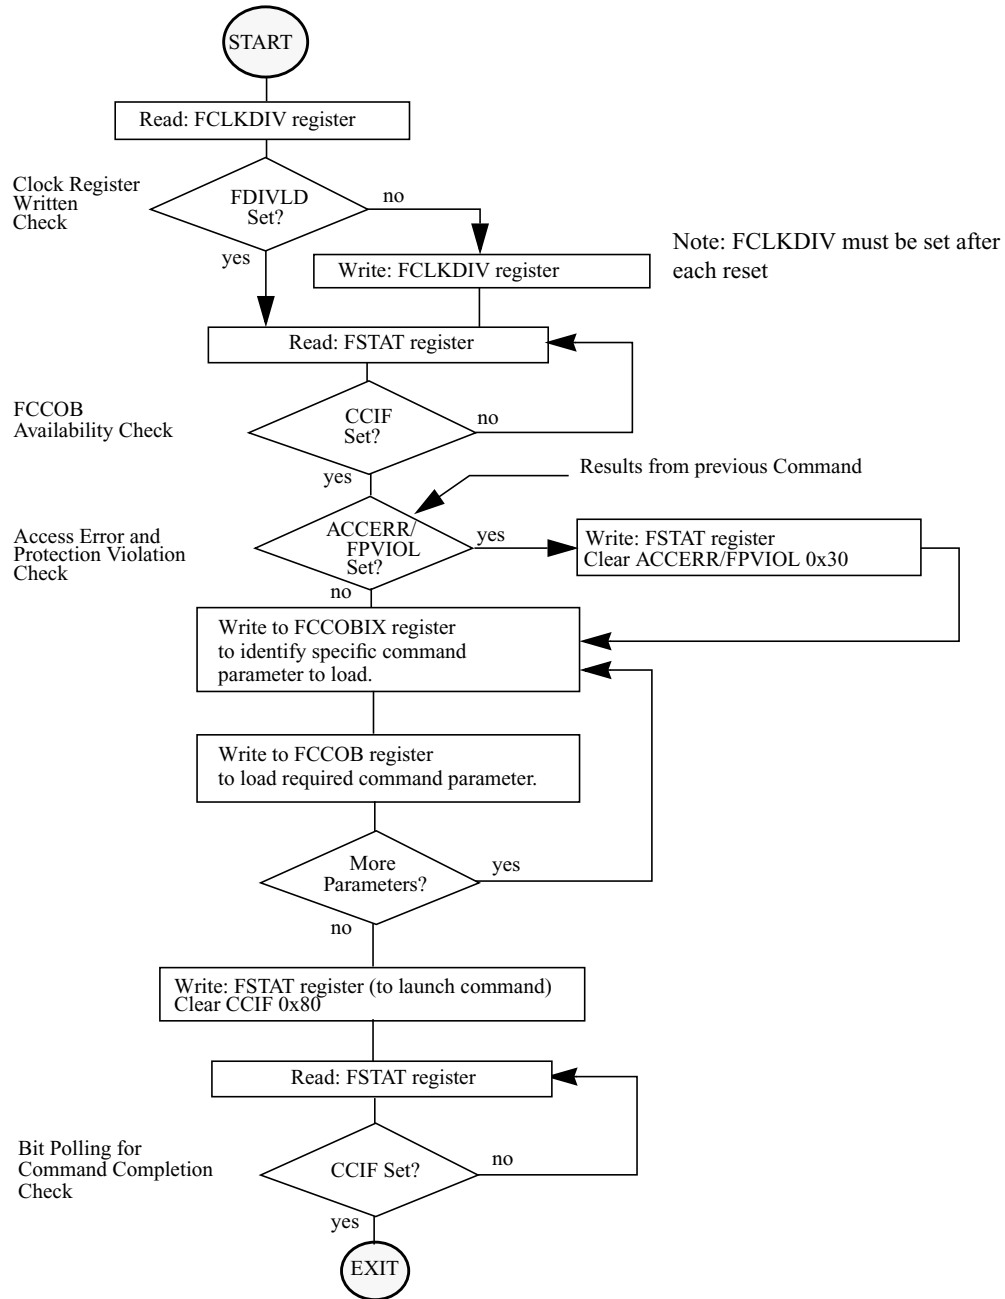 START
Read: FCLKDIV register
Clock Register
Written
Check
FDIVLD
Set?
no
yes
Write: FCLKDIV register
Note: FCLKDIV must be set after
each reset
Read: FSTAT register
FCCOB
Availability Check
CCIF
Set?
no
yes
Results from previous Command
Access Error and
Protection Violation
Check
ACCERR/
FPVIOL
Set?
yes
no
Write: FSTAT register
Clear ACCERR/FPVIOL 0x30
Write to FCCOBIX register
to identify specific command
parameter to load.
Write to FCCOB register
to load required command parameter.
More
Parameters?
yes
no
Write: FSTAT register (to launch command)
Clear CCIF 0x80
Read: FSTAT register
Bit Polling for
Command Completion
Check
CCIF Set?
no
yes
EXIT